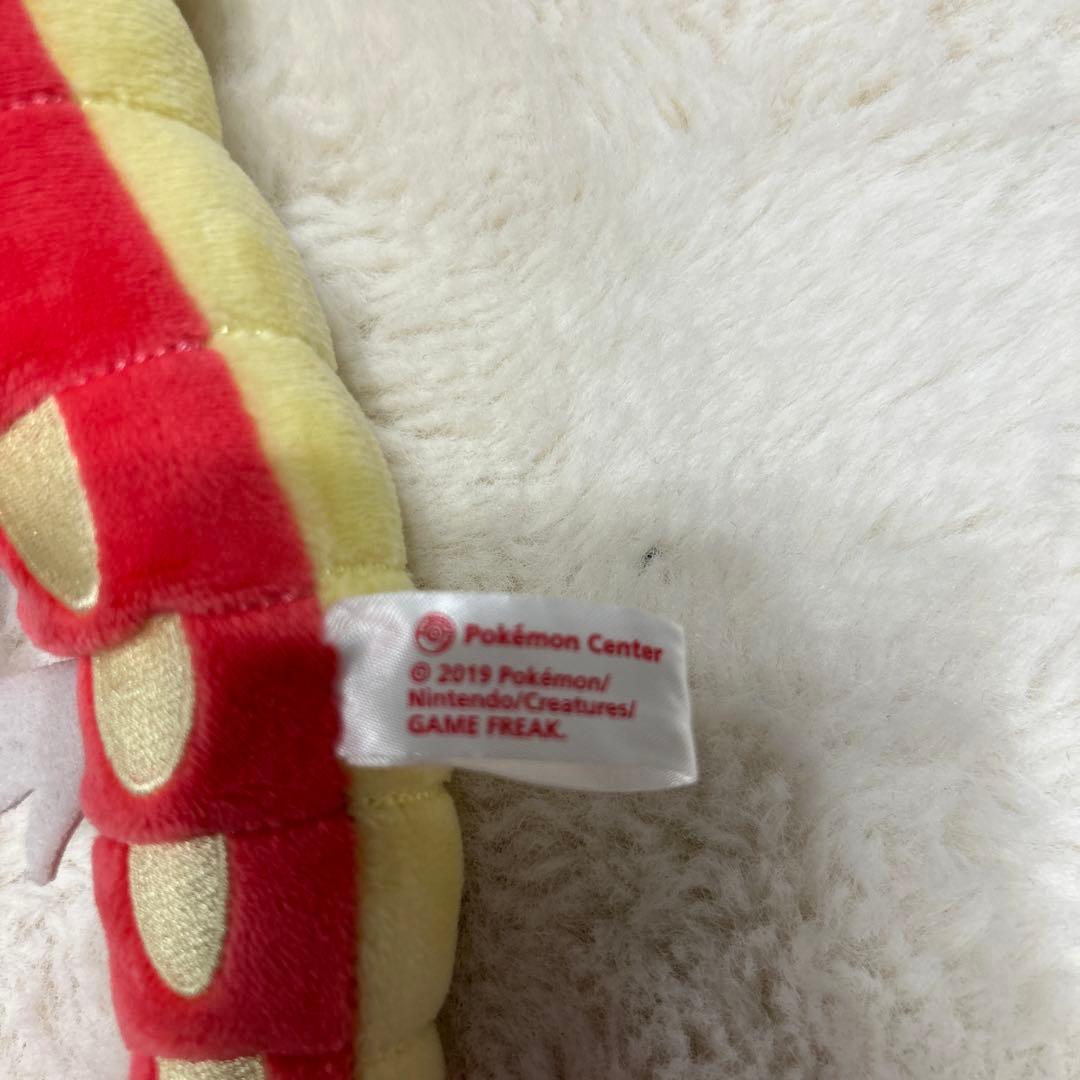 Pokémon Center
© 2019 Pokémon/
Nintendo/Creatures/
GAME FREAK.